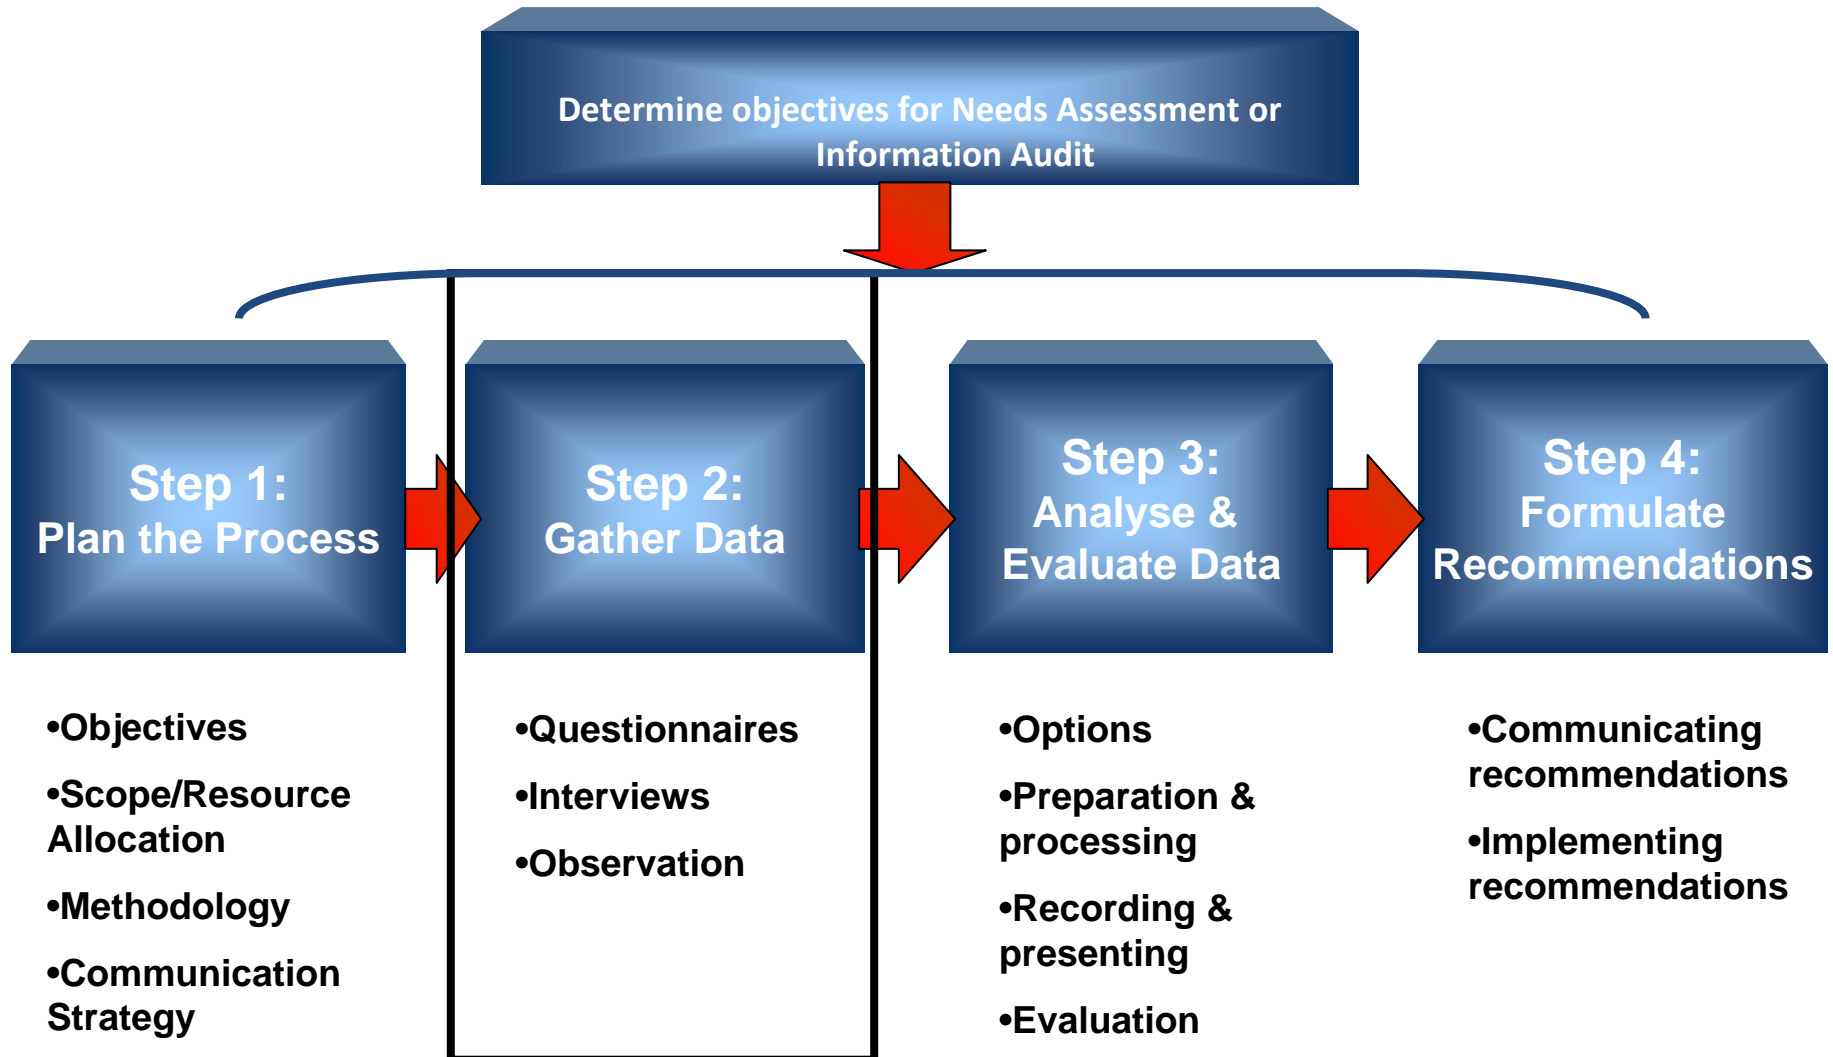 Determine objectives for Needs Assessment or
Information Audit
Step 1:
Plan the Process
Step 2:
Gather Data
Step 3:
Analyse &
Evaluate Data
Step 4:
Formulate
Recommendations
•Objectives
•Scope/Resource
Allocation
•Methodology
•Communication
Strategy
•Questionnaires
•Interviews
•Observation
•Options
•Preparation &
processing
•Recording &
presenting
•Evaluation
•Communicating
recommendations
•Implementing
recommendations